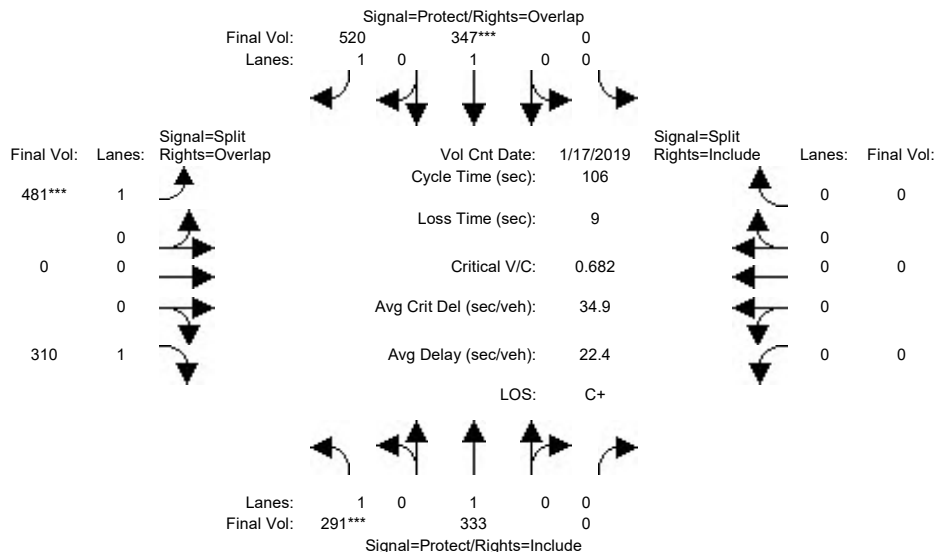 Signal=Protect/Rights=Overlap
Final Vol: 520 347*** 0
Lanes: 1 0 1 0 0
Signal=Split
Final Vol: Lanes: Rights=Overlap
Vol Cnt Date: 1/17/2019
Signal=Split
Rights=Include Lanes: Final Vol:
Cycle Time (sec): 106
481*** 1
0 0
Loss Time (sec): 9
0
0
0 0
Critical V/C: 0.682
0 0
0
Avg Crit Del (sec/veh): 34.9
0
310 1
Avg Delay (sec/veh): 22.4
0 0
LOS: C+
Lanes: 1 0 1 0 0
Final Vol: 291*** 333 0
Signal=Protect/Rights=Include